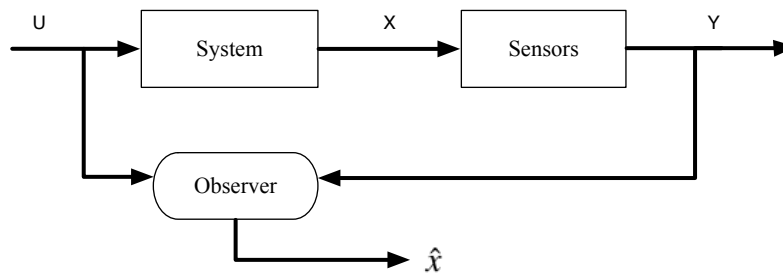 U
System
X
Sensors
Y
Observer
x̂